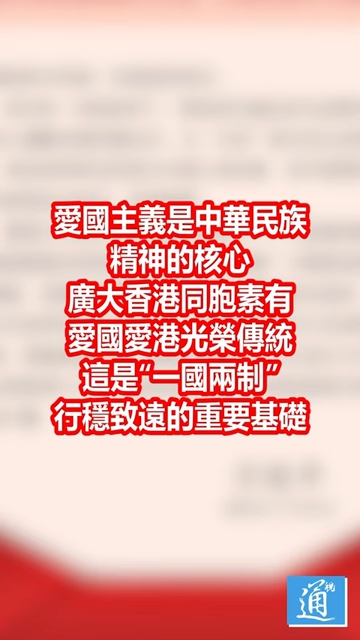 愛國主義是中華民族
精神的核心
廣大香港同胞素有
愛國愛港光榮傳統
這是“一國兩制”
行穩致遠的重要基礎
通視